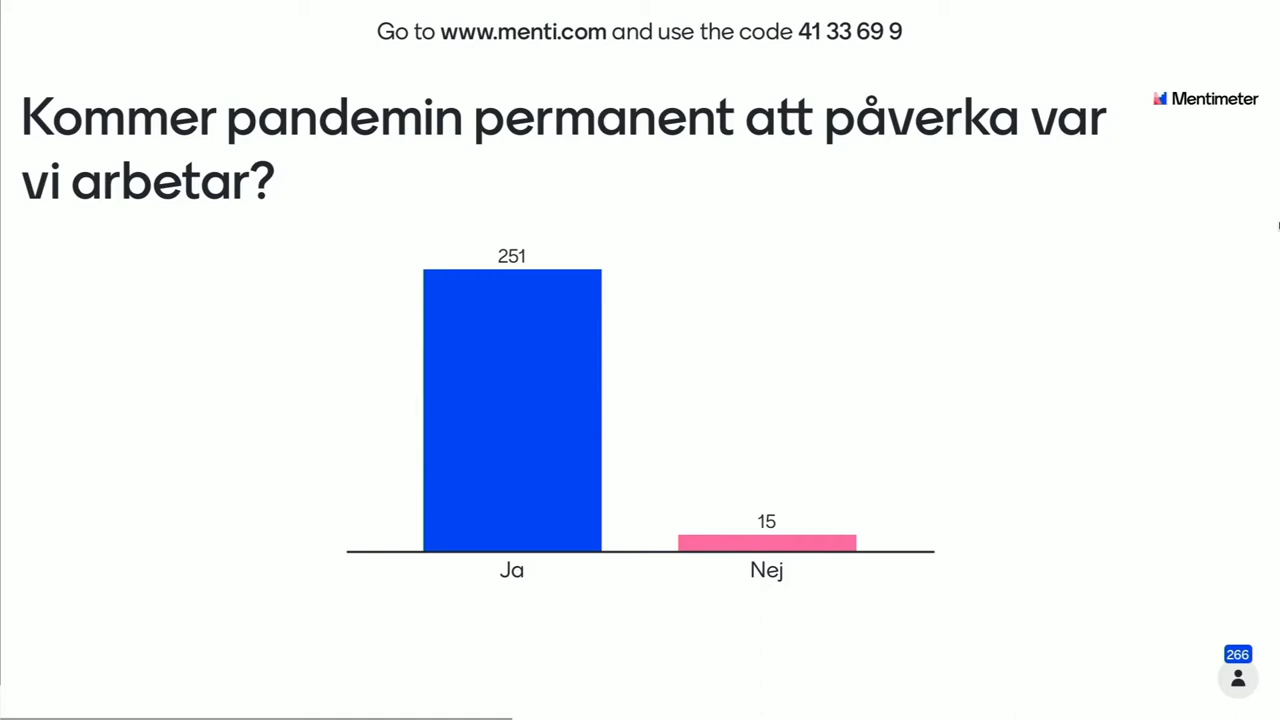 Go to www.menti.com and use the code 41 33 69 9
Mentimeter
Kommer pandemin permanent att påverka var
vi arbetar?
251
15
Ja
Nej
266